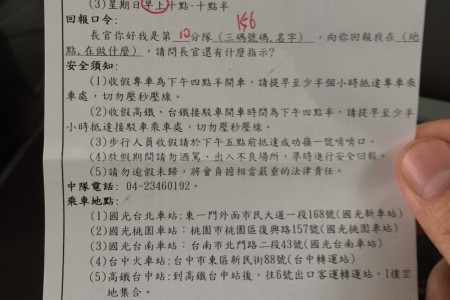 (3)星期日早上十點-十點半
回報口令:
156
長官你好我是第10分隊(三碼號碼,名字),向你回報我在(地
點,在做什麼),請問長官還有什麼指示?
安全須知:
(1)收假專車為下午四點半開車,請提早至少半個小時抵達專車乘
車處,切勿壓秒壓線。
(2)收假高鐵、台鐵接駁車開車時間為下午四點半,請提早至少半
小時抵達接駁車乘車處,切勿壓秒壓線。
(3)步行人員收假請於下午五點前抵達成功嶺一號哨哨口。
(4)放假期間請勿酒駕、出入不良場所,準時進行安全回報。
(5)請勿逾假未歸,將會負擔相當嚴重的法律責任。
中隊電話: 04-23460192。
乘車地點:
(1)國光台北車站:東一門外面市民大道一段168號(國光新車站)
(2)國光桃園車站: 桃園市桃園區復興路157號(國光桃園車站)
(3)國光台南車站: 台南市北門路二段43號(國光台南車站)
(4)台中火車站:台中市東區新民街88號(台中轉運站)
(5)高鐵台中站:到高鐵台中站後,往6號出口客運轉運站,1樓空
地集合。